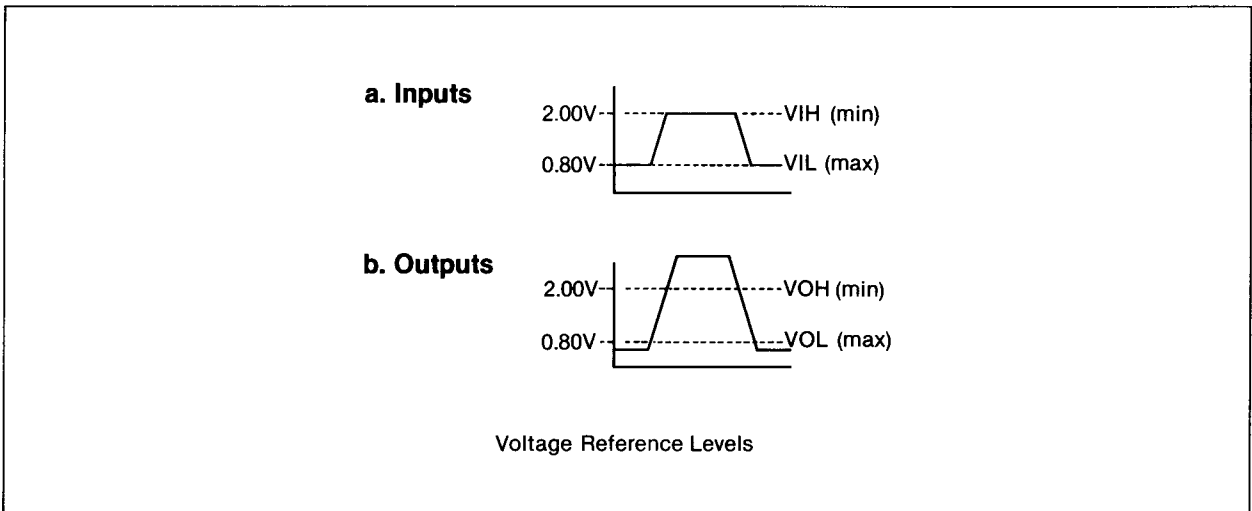 a. Inputs
2.00V VIH (min)
0.80V VIL (max)
b. Outputs
2.00V VOH (min)
0.80V VOL (max)
Voltage Reference Levels